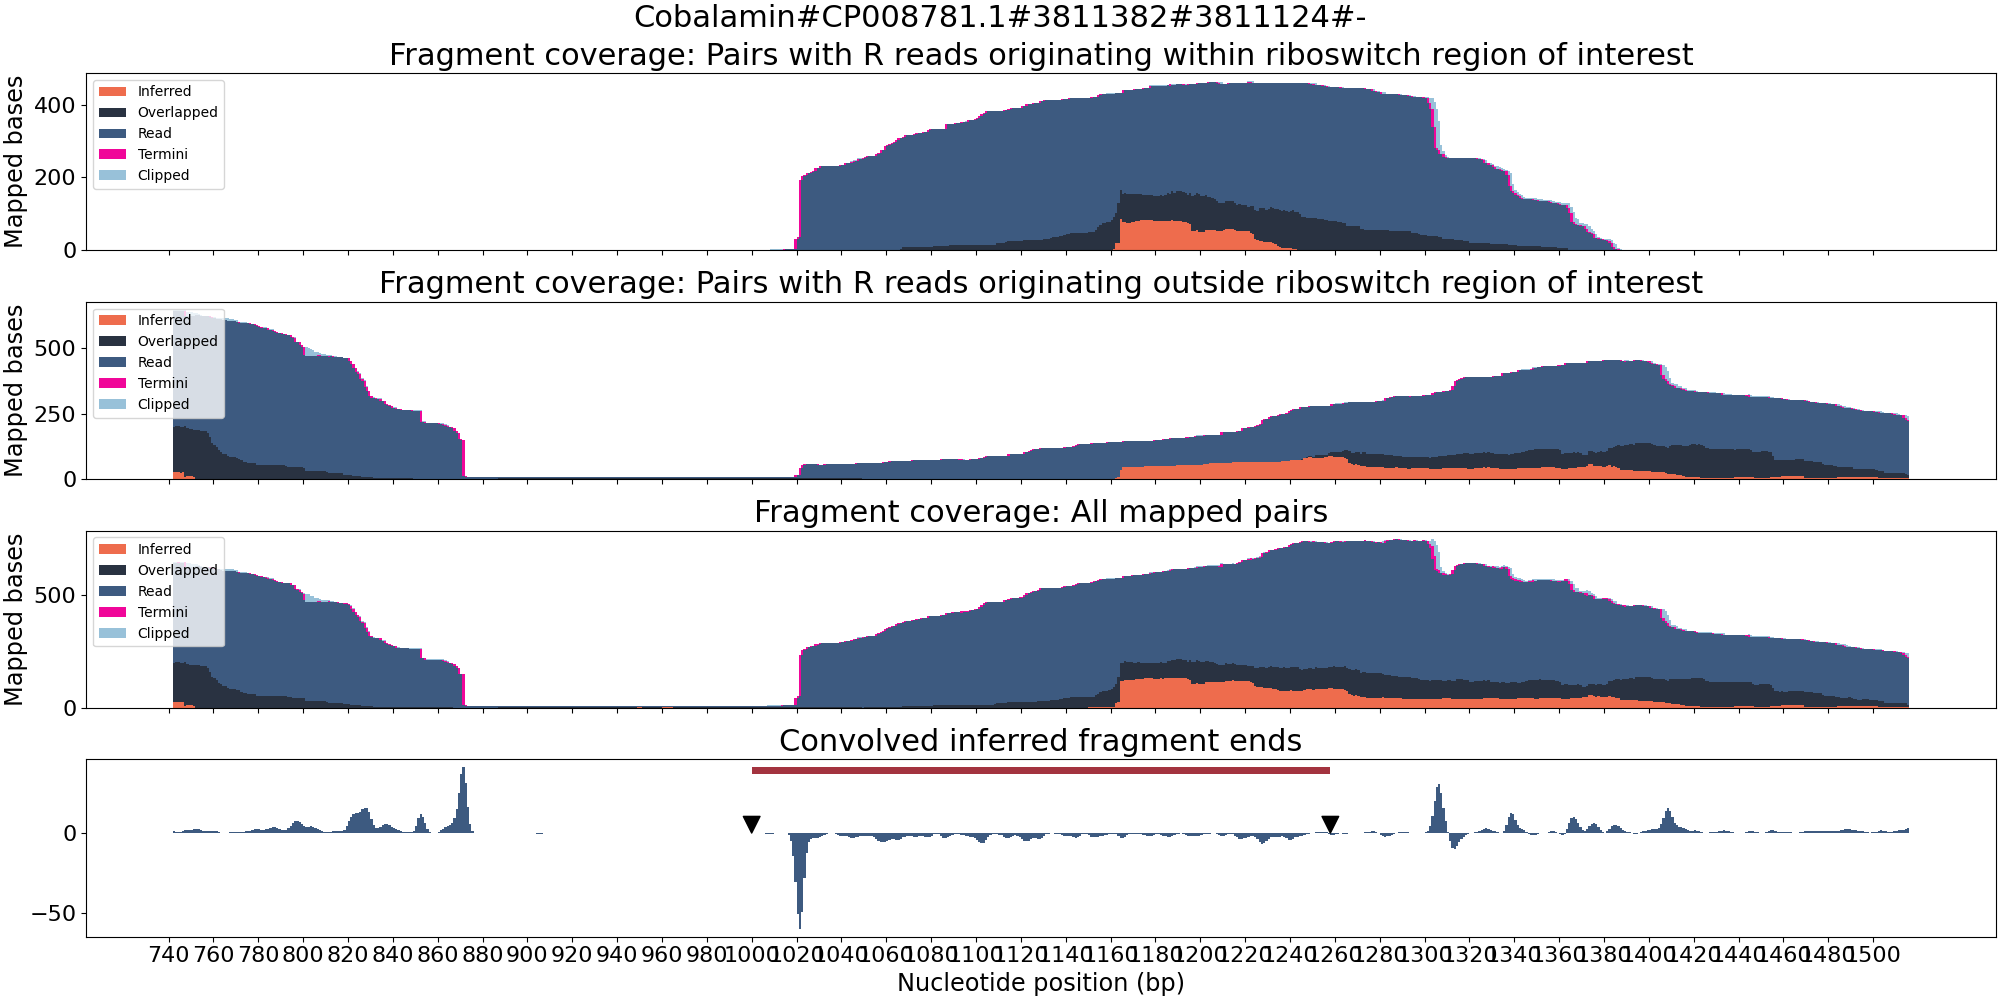 Cobalamin#CP008781.1#3811382#3811124#-
Fragment coverage: Pairs with R reads originating within riboswitch region of interest
Mapped bases
400
200
0
Inferred
Overlapped
Read
Termini
Clipped
Fragment coverage: Pairs with R reads originating outside riboswitch region of interest
Mapped bases
500
250
0
Inferred
Overlapped
Read
Termini
Clipped
Fragment coverage: All mapped pairs
Mapped bases
500
0
Inferred
Overlapped
Read
Termini
Clipped
Convolved inferred fragment ends
0
−50
740 760 780 800 820 840 860 880 900 920 940 960 980 1000 1020 1040 1060 1080 1100 1120 1140 1160 1180 1200 1220 1240 1260 1280 1300 1320 1340 1360 1380 1400 1420 1440 1460 1480 1500
Nucleotide position (bp)